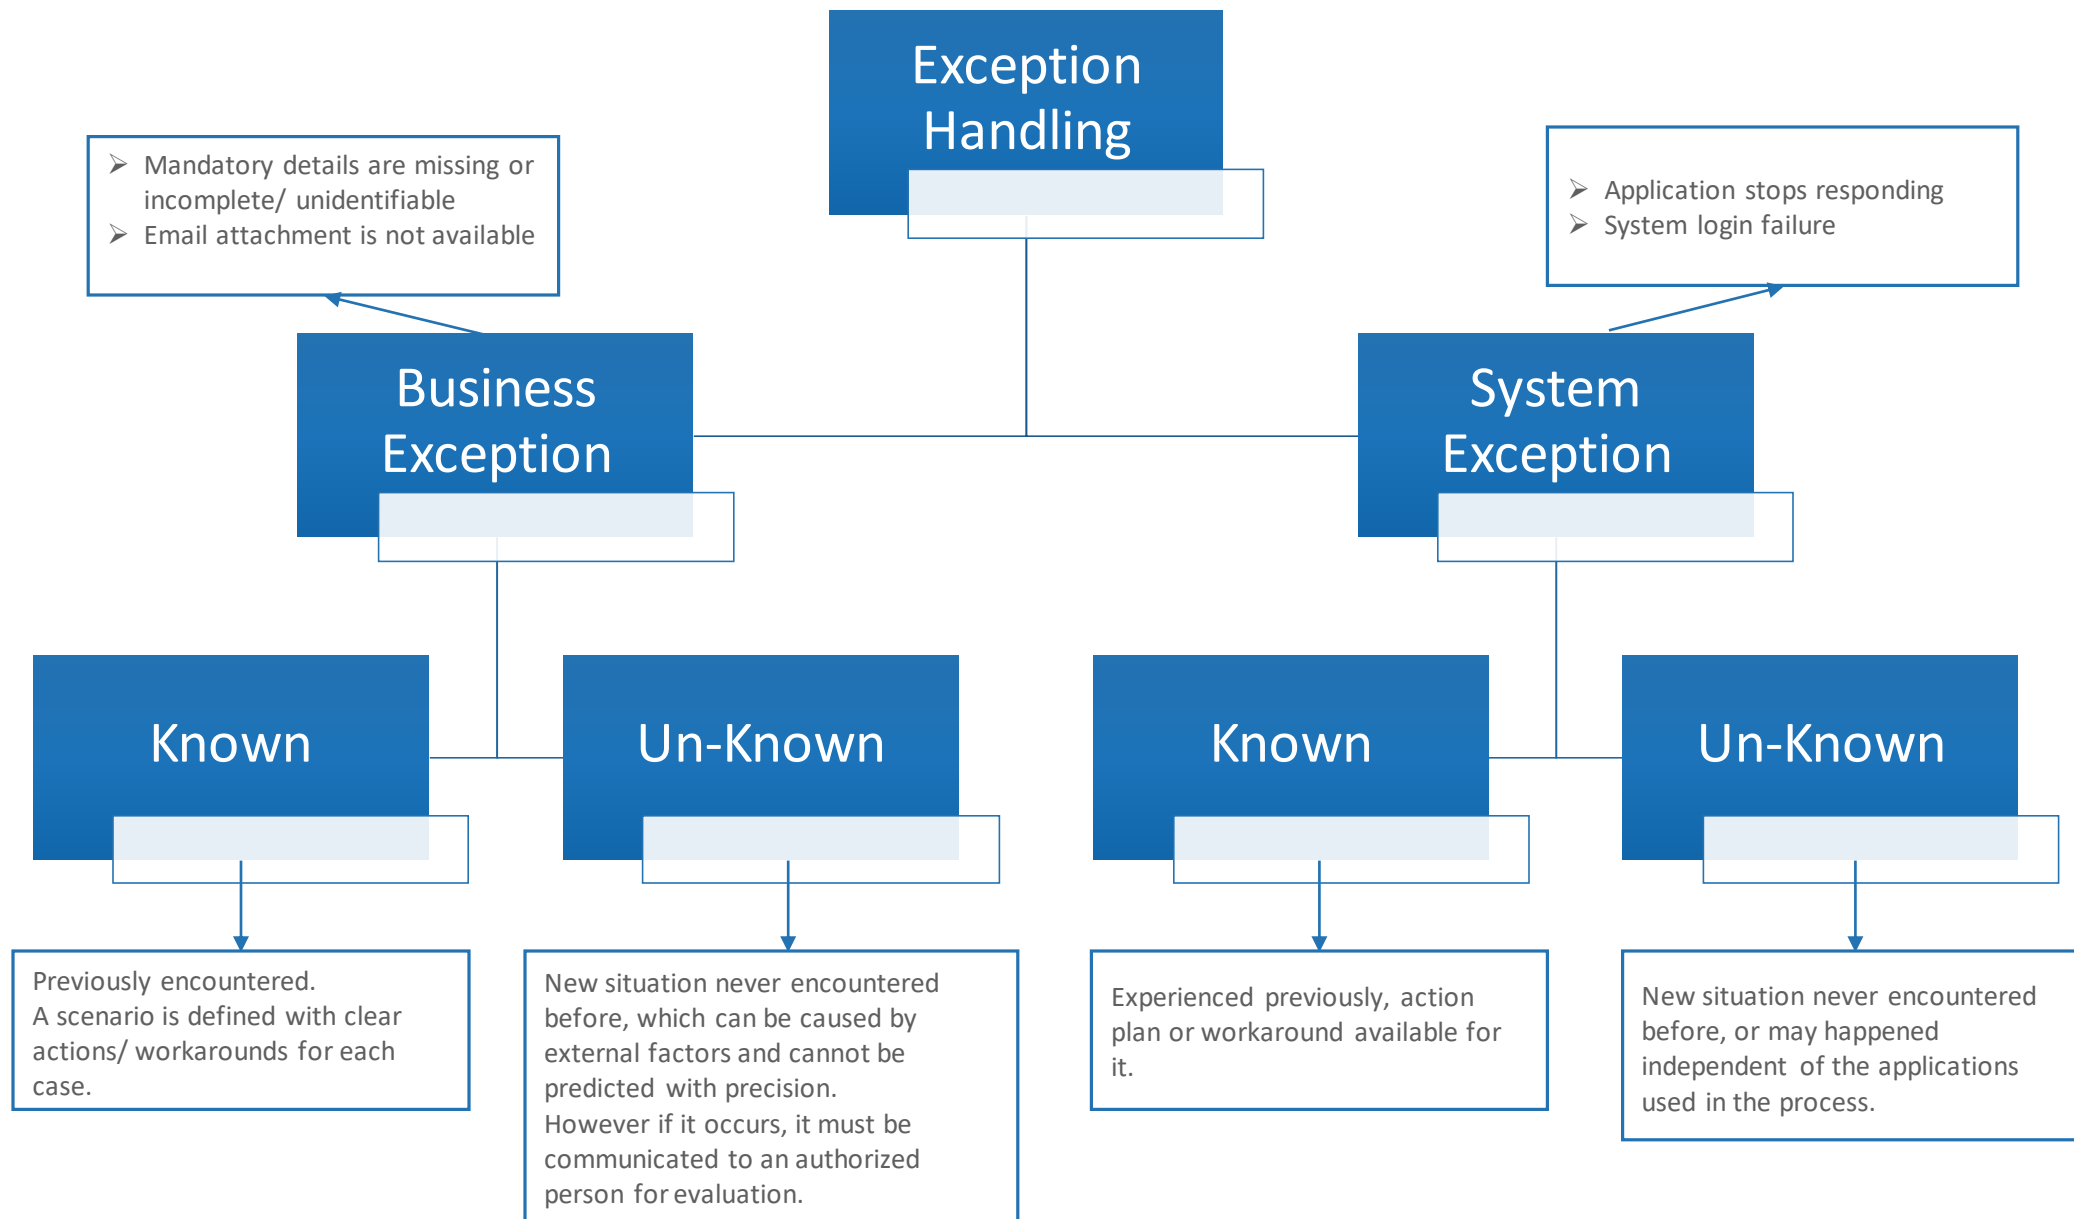 Exception
Handling
➢ Mandatory details are missing or
incomplete/ unidentifiable
➢ Email attachment is not available
➢ Application stops responding
➢ System login failure
Business
Exception
System
Exception
Known
Un-Known
Known
Un-Known
Previously encountered.
A scenario is defined with clear
actions/ workarounds for each
case.
New situation never encountered
before, which can be caused by
external factors and cannot be
predicted with precision.
However if it occurs, it must be
communicated to an authorized
person for evaluation.
Experienced previously, action
plan or workaround available for
it.
New situation never encountered
before, or may happened
independent of the applications
used in the process.